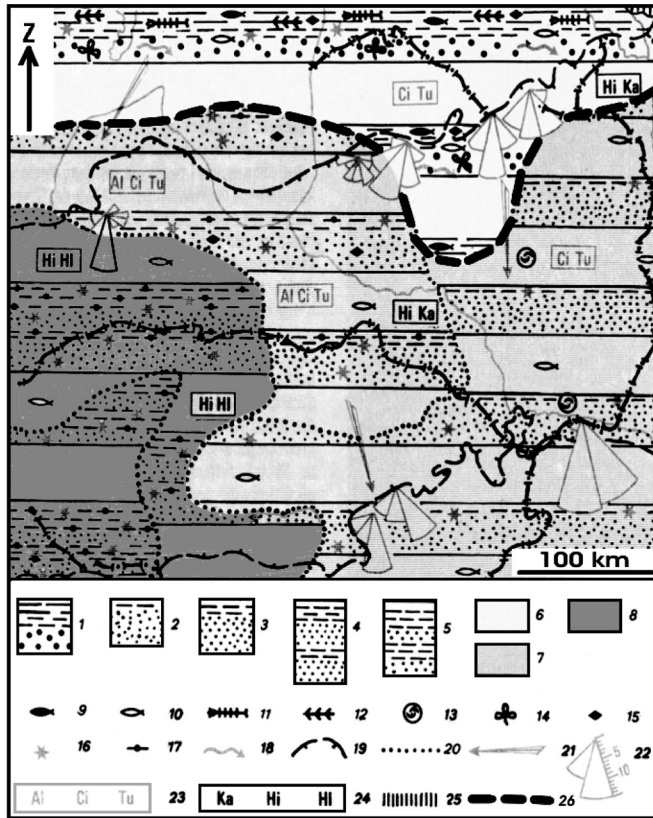 Z
Ci Tu
Hi Ka
Al Ci Tu
Hi Hl
Ci Tu
Al Ci Tu
Hi Ka
Hi Hl
100 km
1 2 3 4 5 6 8
7
9 10 11 12 13 14 15
16 17 18 19 20 21 5 22
10
Al Ci Tu 23 Ka Hi Hl 24 25 26